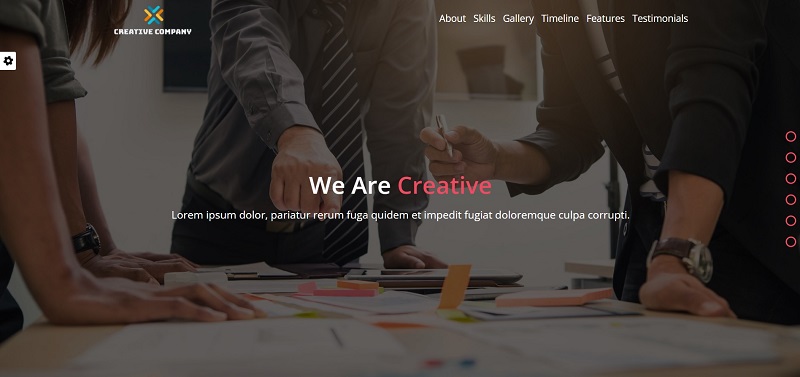 CREATIVE COMPANY
About Skills Gallery Timeline Features Testimonials
We Are Creative
Lorem ipsum dolor, pariatur rerum fuga quidem et impedit fugiat doloremque culpa corrupti.